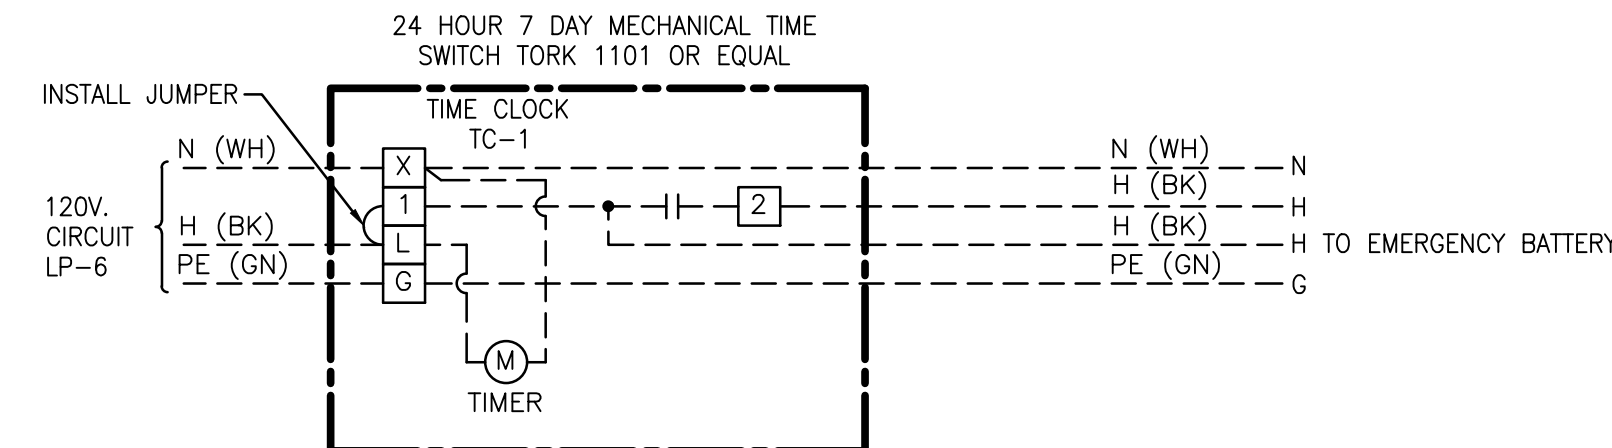 24 HOUR 7 DAY MECHANICAL TIME
SWITCH TORK 1101 OR EQUAL
INSTALL JUMPER
TIME CLOCK
TC-1
N (WH)
X
N (WH)
N
120V.
CIRCUIT
LP-6
1
2
H (BK)
H
H (BK)
L
H (BK)
H TO EMERGENCY BATTERY
PE (GN)
G
PE (GN)
G
M
TIMER